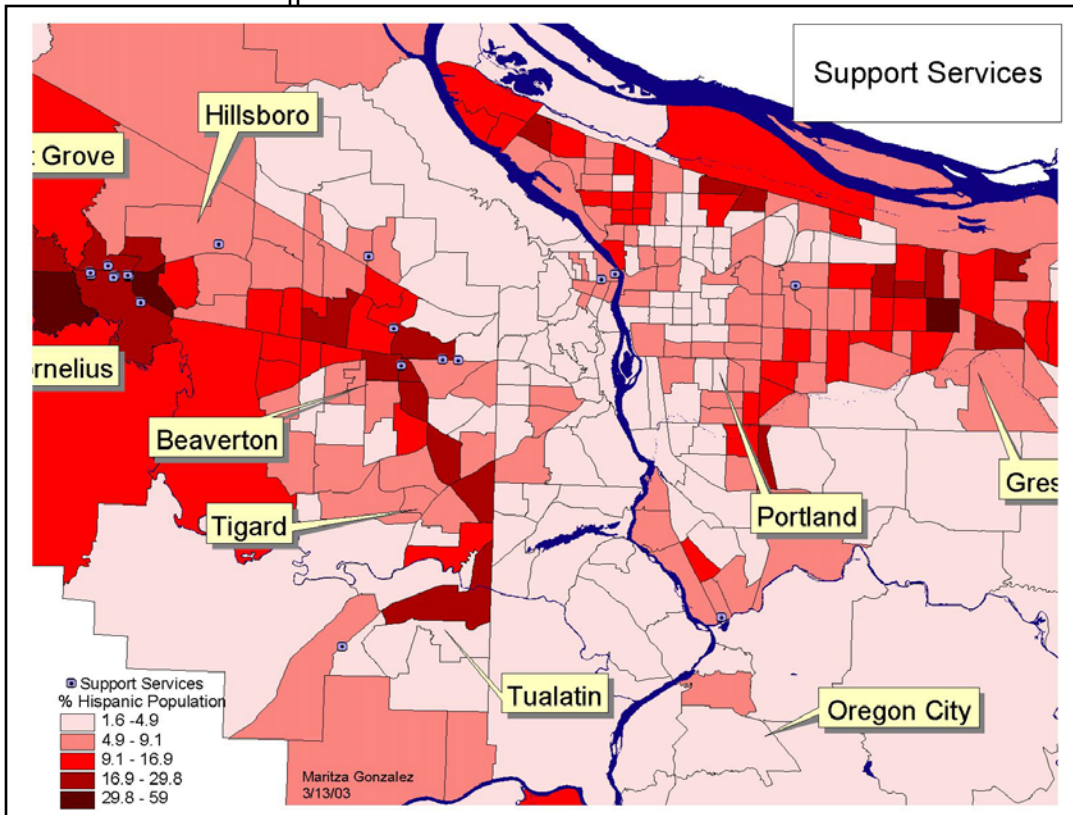 Support Services
Hillsboro
t Grove
ornelius
Beaverton
Tigard
Portland
Gres
Tualatin
Oregon City
Support Services
% Hispanic Population
1.6 -4.9
4.9 - 9.1
9.1 - 16.9
16.9 - 29.8
29.8 - 59
Maritza Gonzalez
3/13/03